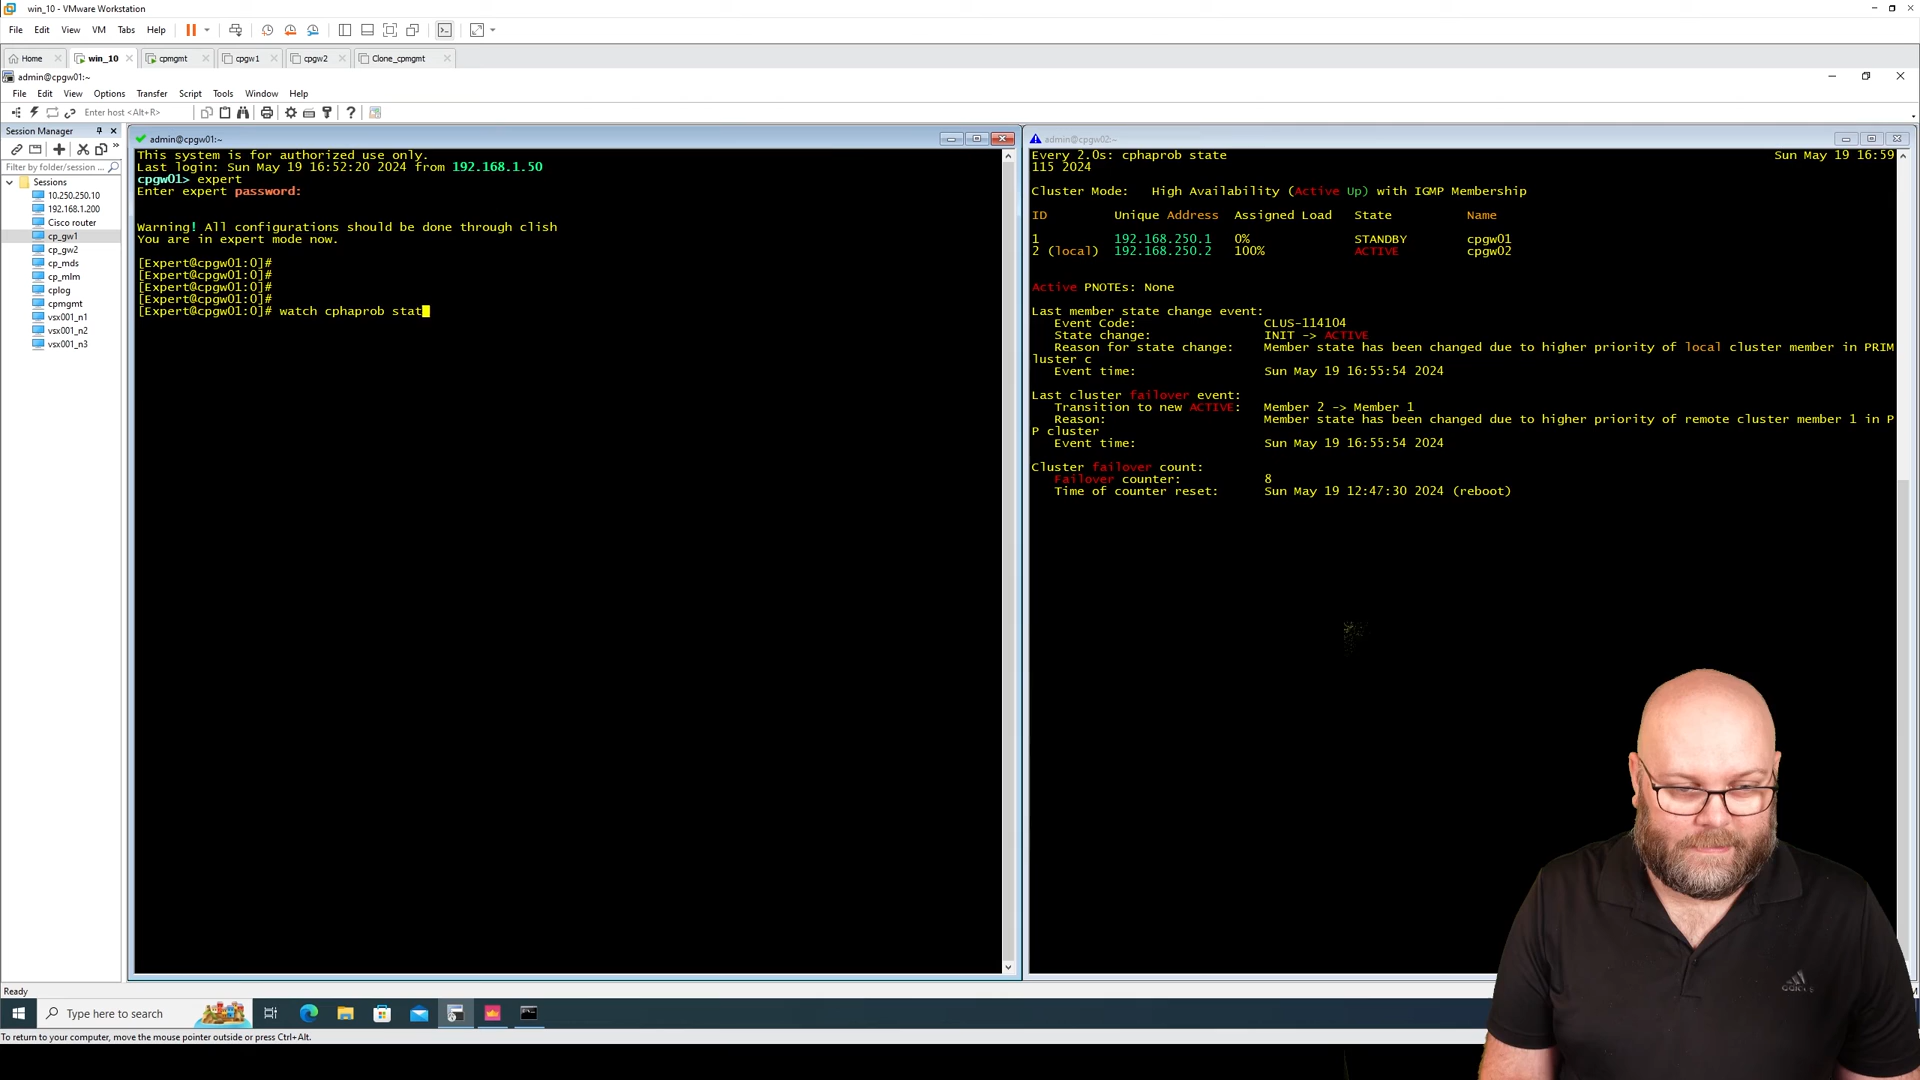 win_10 - VMware Workstation
File Edit View VM Tabs Help
Home win_10 cpmgmt cpgw1 cpgw2 Clone_cpmgmt
admin@cpgw01:~
File Edit View Options Transfer Script Tools Window Help
Enter host <Alt+R>
Session Manager
Filter by folder/session ...
Sessions
10.250.250.10
192.168.1.200
Cisco router
cp_gw1
cp_gw2
cp_mds
cp_mlm
cplog
cpmgmt
vsx001_n1
vsx001_n2
vsx001_n3
admin@cpgw01:~
This system is for authorized use only.
Last login: Sun May 19 16:52:20 2024 from 192.168.1.50
cpgw01> expert
Enter expert password:
Warning! All configurations should be done through clish
You are in expert mode now.
[Expert@cpgw01:0]#
[Expert@cpgw01:0]#
[Expert@cpgw01:0]#
[Expert@cpgw01:0]#
[Expert@cpgw01:0]# watch cphaprob stat
admin@cpgw02:~
Every 2.0s: cphaprob state Sun May 19 16:59
115 2024
Cluster Mode: High Availability (Active Up) with IGMP Membership
ID Unique Address Assigned Load State Name
1 192.168.250.1 0% STANDBY cpgw01
2 (local) 192.168.250.2 100% ACTIVE cpgw02
Active PNOTEs: None
Last member state change event:
Event Code: CLUS-114104
State change: INIT -> ACTIVE
Reason for state change: Member state has been changed due to higher priority of local cluster member in PRIM
luster c
Event time: Sun May 19 16:55:54 2024
Last cluster failover event:
Transition to new ACTIVE: Member 2 -> Member 1
Reason: Member state has been changed due to higher priority of remote cluster member 1 in P
P cluster
Event time: Sun May 19 16:55:54 2024
Cluster failover count:
Failover counter: 8
Time of counter reset: Sun May 19 12:47:30 2024 (reboot)
Ready
Type here to search
To return to your computer, move the mouse pointer outside or press Ctrl+Alt.
adidas